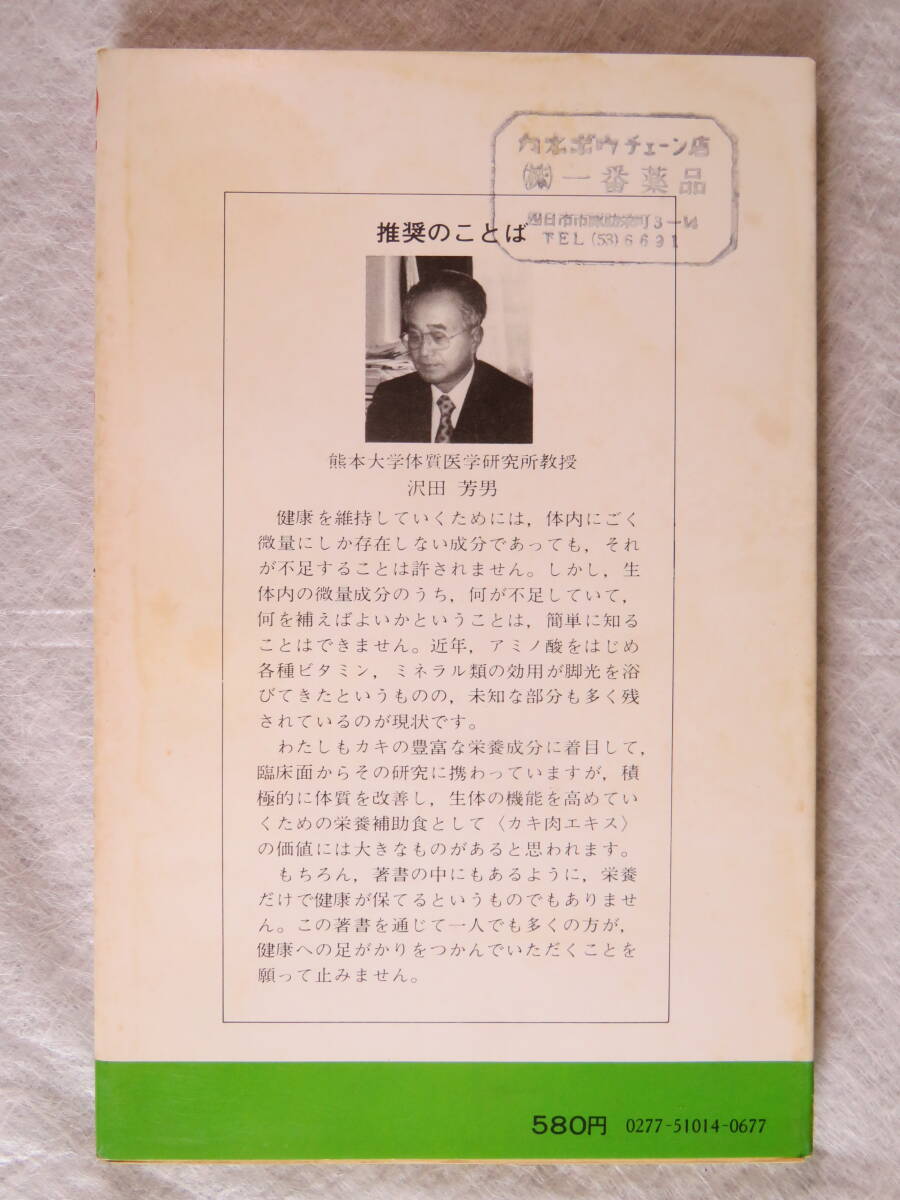 カネボウチェーン店
㈱一番薬品
3-14
TEL(53)6691
推奨のことば
熊本大学体質医学研究所教授
沢田 芳男
健康を維持していくためには，体内にごく
微量にしか存在しない成分であっても，それ
が不足することは許されません。しかし，生
体内の微量成分のうち，何が不足していて，
何を補えばよいかということは，簡単に知る
ことはできません。近年，アミノ酸をはじめ
各種ビタミン，ミネラル類の効用が脚光を浴
びてきたというものの，未知な部分も多く残
されているのが現状です。
わたしもカキの豊富な栄養成分に着目して，
臨床面からその研究に携わっていますが，積
極的に体質を改善し，生体の機能を高めてい
くための栄養補助食として〈カキ肉エキス〉
の価値には大きなものがあると思われます。
もちろん，著書の中にもあるように，栄養
だけで健康が保てるというものでもありませ
ん。この著書を通じて一人でも多くの方が，
健康への足がかりをつかんでいただくことを
願って止みません。
580円 0277-51014-0677